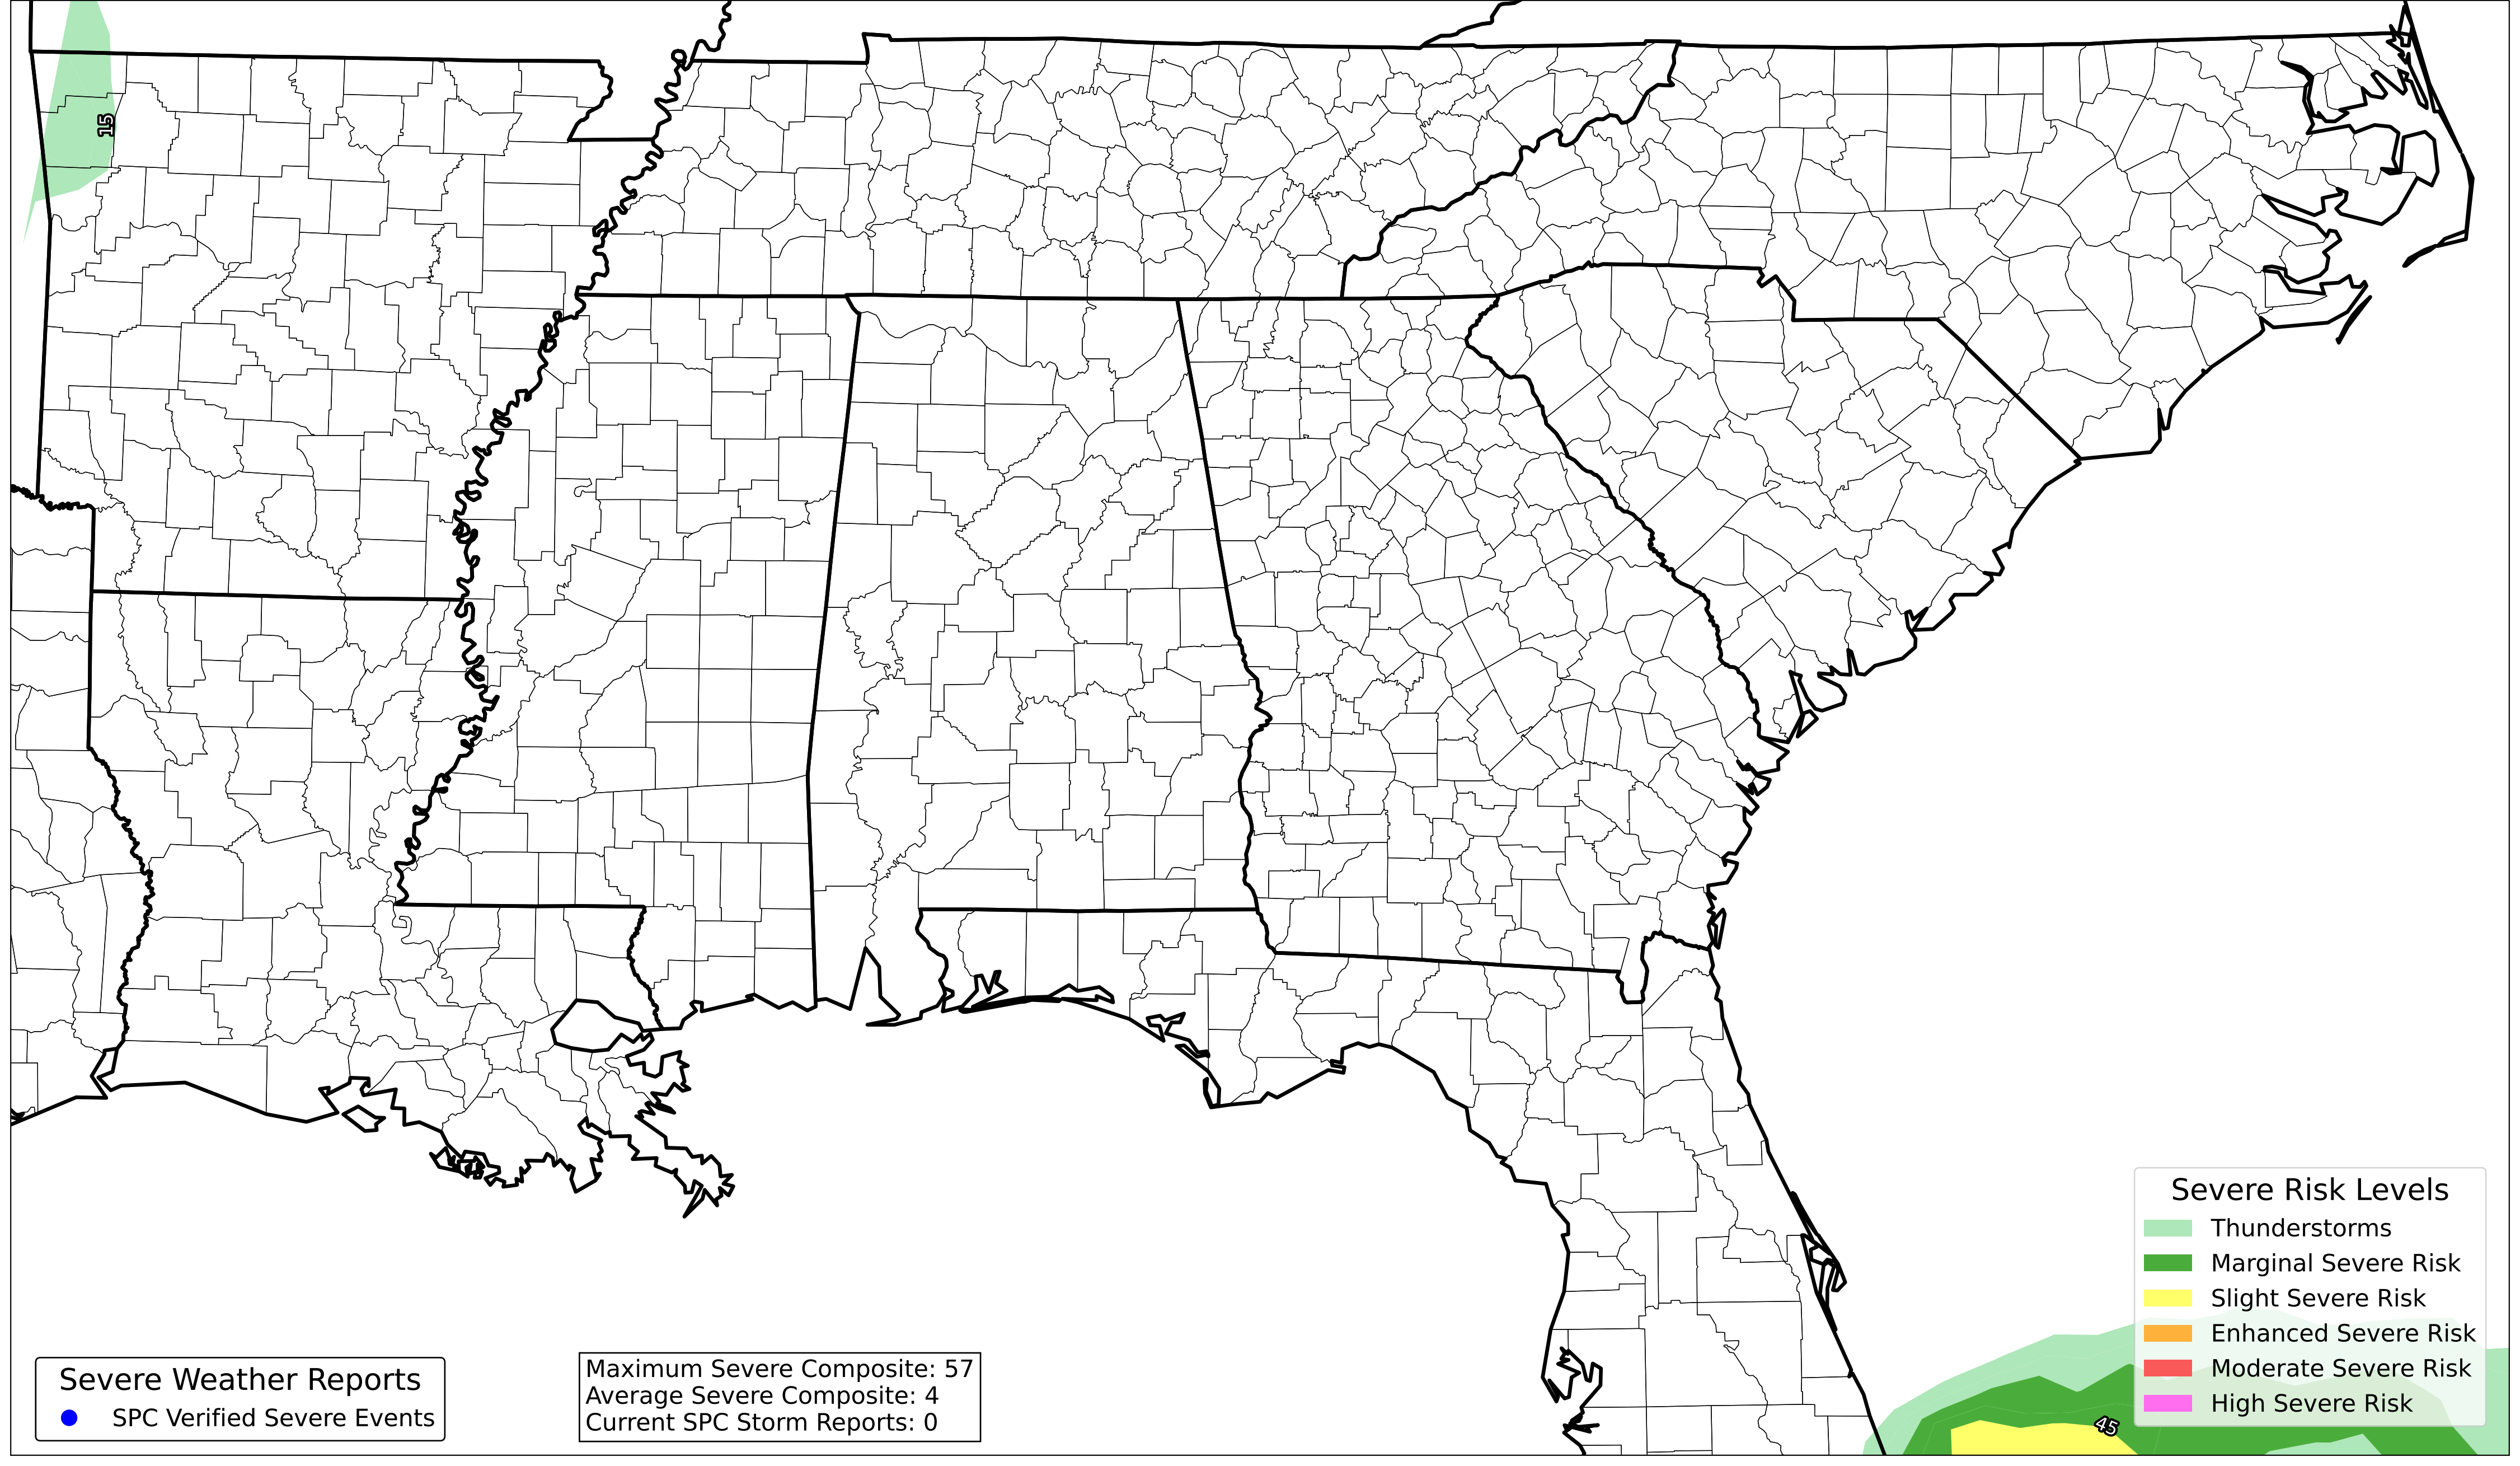 15
Severe Risk Levels
Thunderstorms
Marginal Severe Risk
Slight Severe Risk
Enhanced Severe Risk
Moderate Severe Risk
High Severe Risk
45
Severe Weather Reports
SPC Verified Severe Events
Maximum Severe Composite: 57
Average Severe Composite: 4
Current SPC Storm Reports: 0